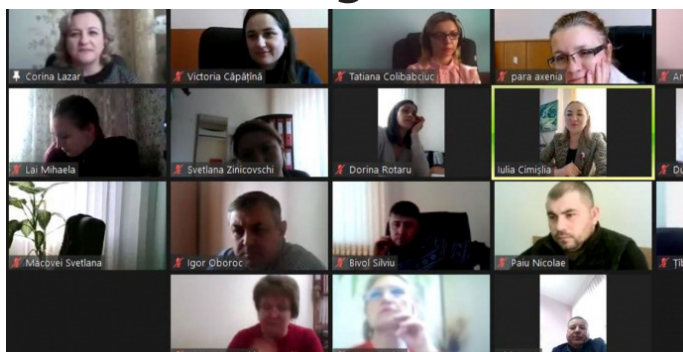 Corina Lazar
Victoria Căpățînă
Tatiana Colibabciuc
para axenia
Lai Mihaela
Svetlana Zinicovschi
Dorina Rotaru
Iulia Cimișlia
Macovei Svetlana
Igor Oboroc
Bivol Silviu
Paiu Nicolae